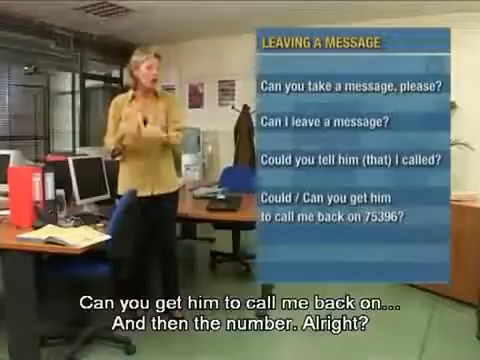 LEAVING A MESSAGE
Can you take a message, please?
Can I leave a message?
Could you tell him (that) I called?
Could / Can you get him
to call me back on 75396?
Can you get him to call me back on...
And then the number. Alright?